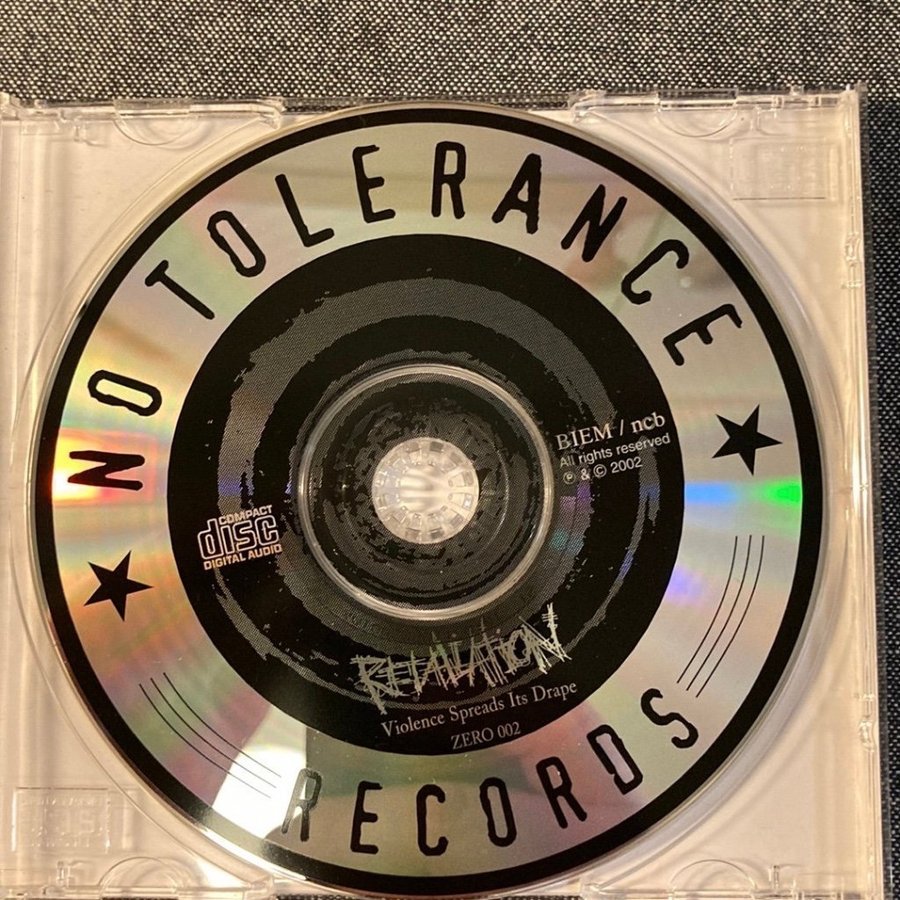 NO TOLERANCE
BIEM / ncb
All rights reserved
℗ & © 2002
COMPACT
disc
DIGITAL AUDIO
RETALIATION
Violence Spreads Its Drape
ZERO 002
RECORDS